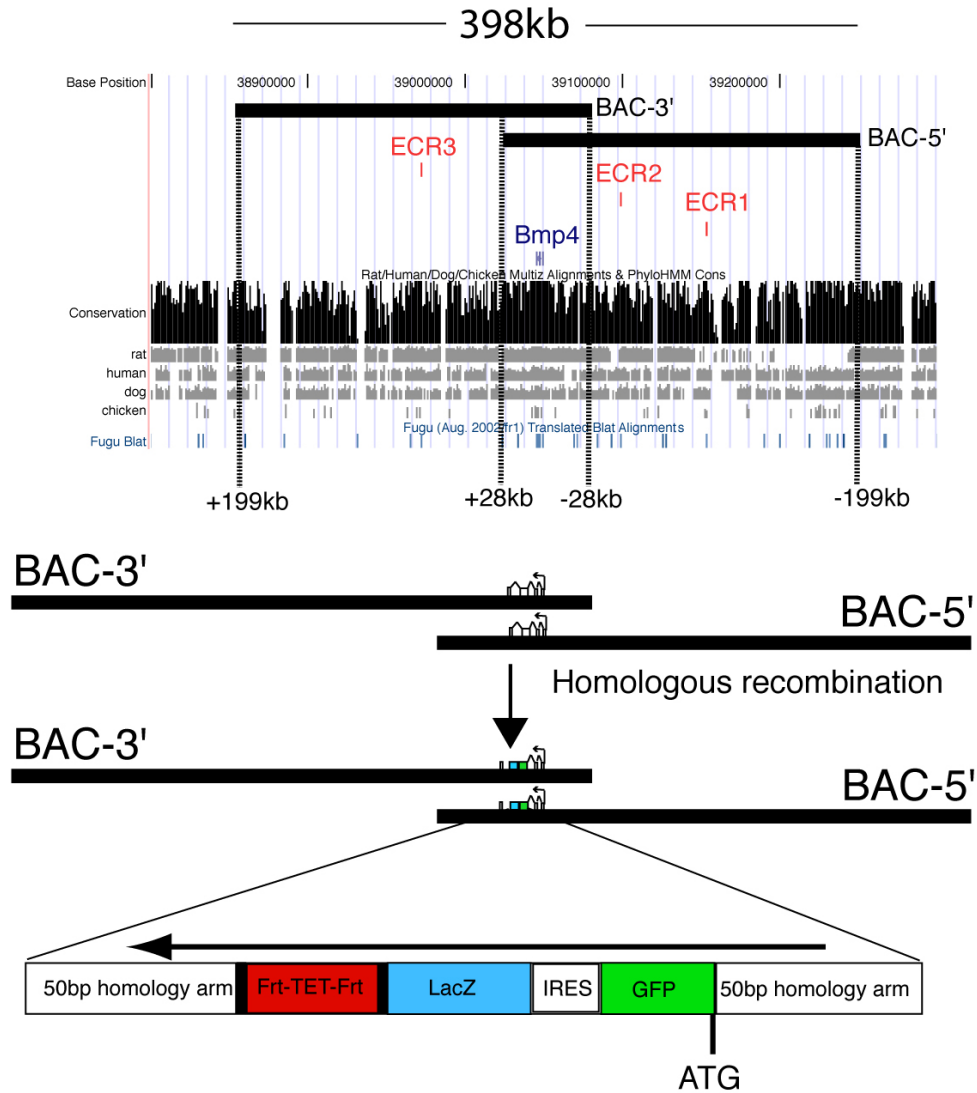 398kb
Base Position 38900000 39000000 39100000 39200000
BAC-3'
BAC-5'
ECR3
ECR2
ECR1
Bmp4
Rat/Human/Dog/Chicken Multiz Alignments & PhyloHMM Cons
Conservation
rat
human
dog
chicken
Fugu (Aug. 2002/fr1) Translated Blat Alignments
Fugu Blat
+199kb +28kb -28kb -199kb
BAC-3'
BAC-5'
Homologous recombination
BAC-3'
BAC-5'
50bp homology arm Frt-TET-Frt LacZ IRES GFP 50bp homology arm
ATG